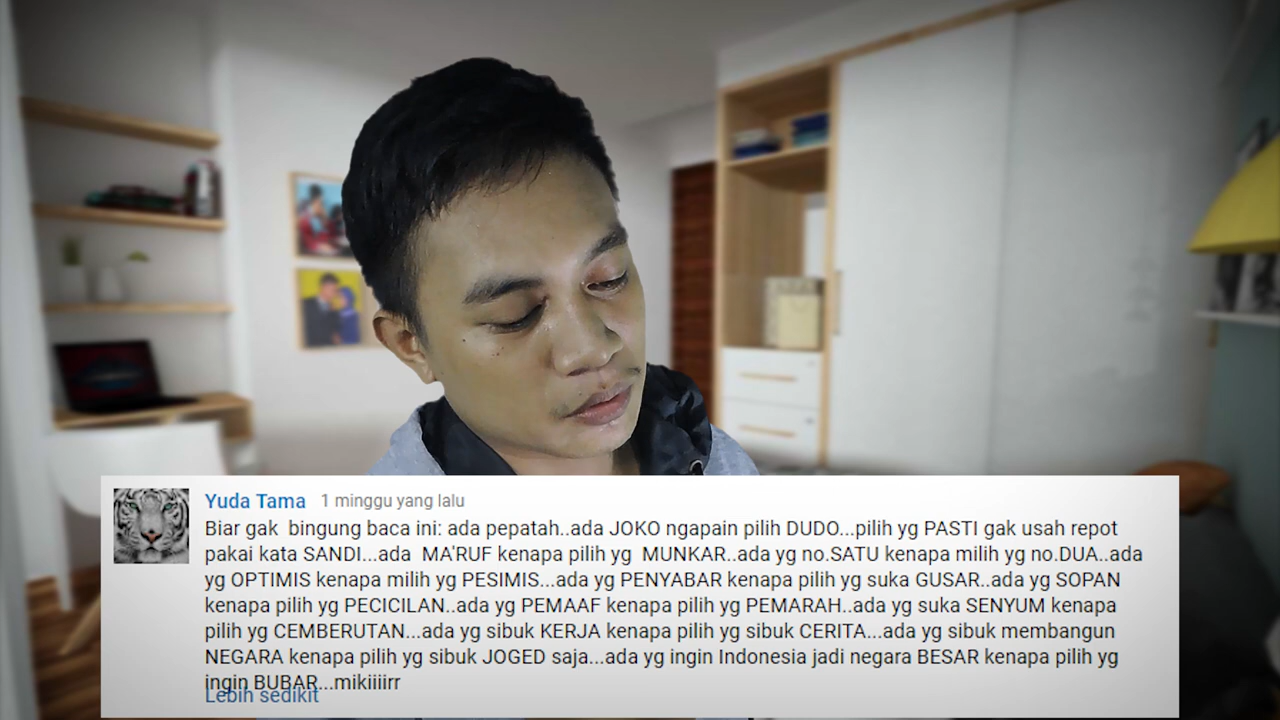 Yuda Tama 1 minggu yang lalu
Biar gak bingung baca ini: ada pepatah..ada JOKO ngapain pilih DUDO...pilih yg PASTI gak usah repot
pakai kata SANDI...ada MA'RUF kenapa pilih yg MUNKAR..ada yg no.SATU kenapa milih yg no.DUA..ada
yg OPTIMIS kenapa milih yg PESIMIS...ada yg PENYABAR kenapa pilih yg suka GUSAR..ada yg SOPAN
kenapa pilih yg PECICILAN..ada yg PEMAAF kenapa pilih yg PEMARAH..ada yg suka SENYUM kenapa
pilih yg CEMBERUTAN...ada yg sibuk KERJA kenapa pilih yg sibuk CERITA...ada yg sibuk membangun
NEGARA kenapa pilih yg sibuk JOGED saja...ada yg ingin Indonesia jadi negara BESAR kenapa pilih yg
ingin BUBAR...mikiiiirr
Lebih sedikit